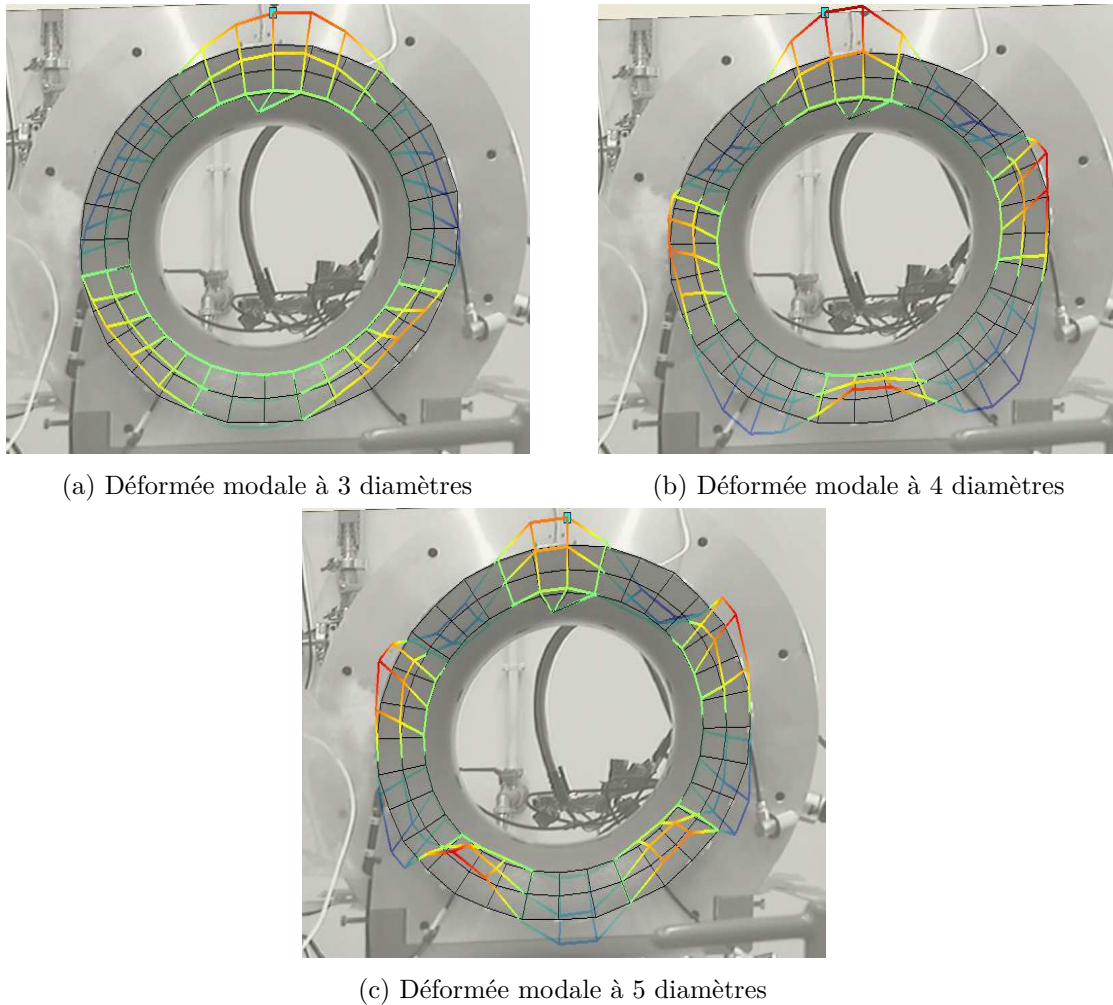 (a) Déformée modale à 3 diamètres
(b) Déformée modale à 4 diamètres
(c) Déformée modale à 5 diamètres